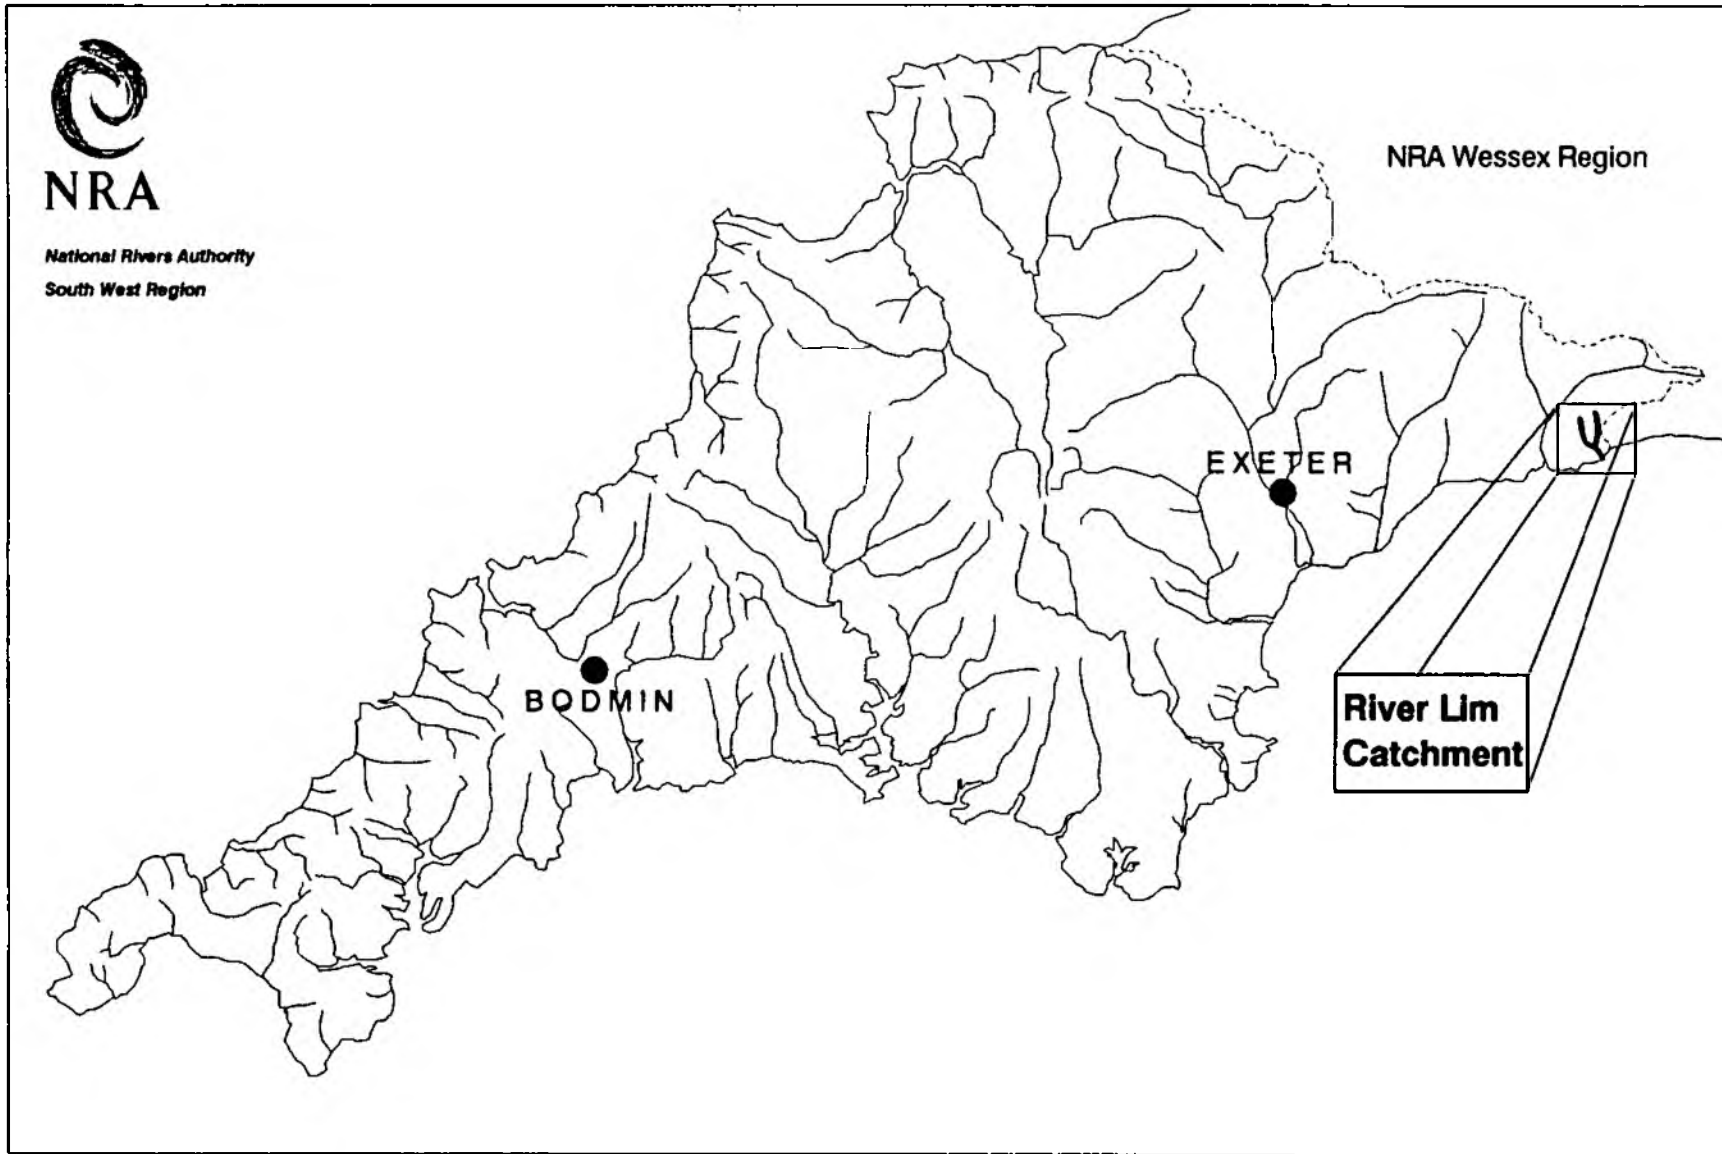 NRA
National Rivers Authority
South West Region
NRA Wessex Region
EXETER
BODMIN
River Lim
Catchment